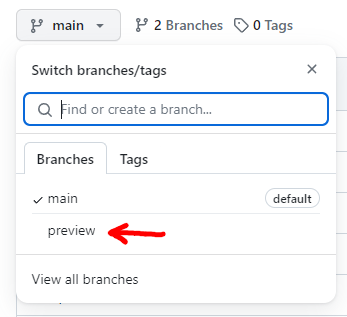 main
2 Branches
0 Tags
Switch branches/tags
Find or create a branch...
Branches
Tags
main
default
preview
View all branches